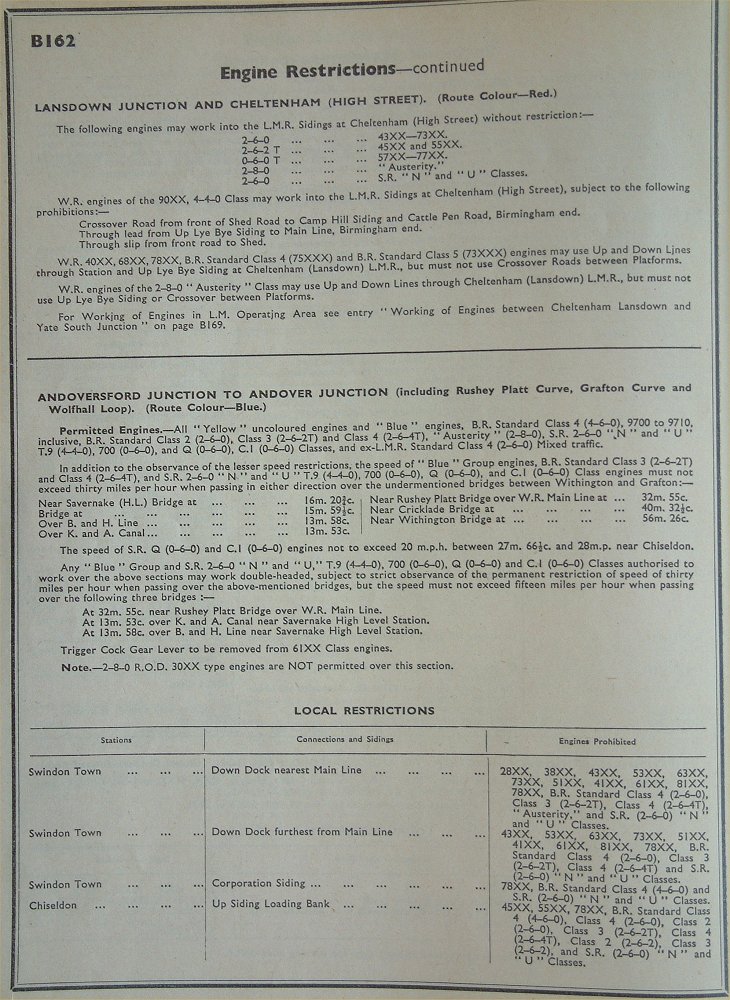 B162
Engine Restrictions—continued
LANSDOWN JUNCTION AND CHELTENHAM (HIGH STREET). (Route Colour—Red.)
The following engines may work into the L.M.R. Sidings at Cheltenham (High Street) without restriction:—
2–6–0 ... ... ... 43XX—73XX.
2–6–2 T ... ... ... 45XX and 55XX.
0–6–0 T ... ... ... 57XX—77XX.
2–8–0 ... ... ... "Austerity."
2–6–0 ... ... ... S.R. "N" and "U" Classes.
W.R. engines of the 90XX, 4–4–0 Class may work into the L.M.R. Sidings at Cheltenham (High Street), subject to the following
prohibitions:—
Crossover Road from front of Shed Road to Camp Hill Siding and Cattle Pen Road, Birmingham end.
Through lead from Up Lye Bye Siding to Main Line, Birmingham end.
Through slip from front road to Shed.
W.R. 40XX, 68XX, 78XX, B.R. Standard Class 4 (75XXX) and B.R. Standard Class 5 (73XXX) engines may use Up and Down Lines
through Station and Up Lye Bye Siding at Cheltenham (Lansdown) L.M.R., but must not use Crossover Roads between Platforms.
W.R. engines of the 2–8–0 "Austerity" Class may use Up and Down Lines through Cheltenham (Lansdown) L.M.R., but must not
use Up Lye Bye Siding or Crossover between Platforms.
For Working of Engines in L.M. Operating Area see entry "Working of Engines between Cheltenham Lansdown and
Yate South Junction" on page B169.
ANDOVERSFORD JUNCTION TO ANDOVER JUNCTION (including Rushey Platt Curve, Grafton Curve and
Wolfhall Loop). (Route Colour—Blue.)
Permitted Engines.—All "Yellow" uncoloured engines and "Blue" engines, B.R. Standard Class 4 (4–6–0), 9700 to 9710,
inclusive, B.R. Standard Class 2 (2–6–0), Class 3 (2–6–2T) and Class 4 (2–6–4T), "Austerity" (2–8–0), S.R. 2–6–0 "N" and "U"
T.9 (4–4–0), 700 (0–6–0), and Q (0–6–0), C.1 (0–6–0) Classes, and ex-L.M.R. Standard Class 4 (2–6–0) Mixed traffic.
In addition to the observance of the lesser speed restrictions, the speed of "Blue" Group engines, B.R. Standard Class 3 (2–6–2T)
and Class 4 (2–6–4T), and S.R. 2–6–0 "N" and "U" T.9 (4–4–0), 700 (0–6–0), Q (0–6–0), and C.1 (0–6–0) Class engines must not
exceed thirty miles per hour when passing in either direction over the undermentioned bridges between Withington and Grafton:—
Near Savernake (H.L.) Bridge at ... ... ... 16m. 20¾c.
Bridge at ... ... ... ... ... 15m. 59½c.
Over B. and H. Line ... ... ... ... 13m. 58c.
Over K. and A. Canal ... ... ... ... 13m. 53c.
Near Rushey Platt Bridge over W.R. Main Line at ... 32m. 55c.
Near Cricklade Bridge at ... ... ... ... 40m. 32½c.
Near Withington Bridge at ... ... ... ... 56m. 26c.
The speed of S.R. Q (0–6–0) and C.1 (0–6–0) engines not to exceed 20 m.p.h. between 27m. 66½c. and 28m.p. near Chiseldon.
Any "Blue" Group and S.R. 2–6–0 "N" and "U," T.9 (4–4–0), 700 (0–6–0), Q (0–6–0) and C.1 (0–6–0) Classes authorised to
work over the above sections may work double-headed, subject to strict observance of the permanent restriction of speed of thirty
miles per hour when passing over the above-mentioned bridges, but the speed must not exceed fifteen miles per hour when passing
over the following three bridges :—
At 32m. 55c. near Rushey Platt Bridge over W.R. Main Line.
At 13m. 53c. over K. and A. Canal near Savernake High Level Station.
At 13m. 58c. over B. and H. Line near Savernake High Level Station.
Trigger Cock Gear Lever to be removed from 61XX Class engines.
Note.—2–8–0 R.O.D. 30XX type engines are NOT permitted over this section.
LOCAL RESTRICTIONS
Stations
Connections and Sidings
Engines Prohibited
Swindon Town ... ... ...
Down Dock nearest Main Line ... ... ... ...
28XX, 38XX, 43XX, 53XX, 63XX,
73XX, 51XX, 41XX, 61XX, 81XX,
78XX, B.R. Standard Class 4 (2–6–0),
Class 3 (2–6–2T), Class 4 (2–6–4T),
"Austerity," and S.R. (2–6–0) "N"
and "U" Classes.
Swindon Town ... ... ...
Down Dock furthest from Main Line ... ... ...
43XX, 53XX, 63XX, 73XX, 51XX,
41XX, 61XX, 81XX, 78XX, B.R.
Standard Class 4 (2–6–0), Class 3
(2–6–2T), Class 4 (2–6–4T) and S.R.
(2–6–0) "N" and "U" Classes.
Swindon Town ... ... ...
Corporation Siding ... ... ... ... ... ...
78XX, B.R. Standard Class 4 (4–6–0) and
S.R. (2–6–0) "N" and "U" Classes.
Chiseldon ... ... ... ...
Up Siding Loading Bank ... ... ... ... ...
45XX, 55XX, 78XX, B.R. Standard Class
4 (4–6–0), Class 4 (2–6–0), Class 2
(2–6–0), Class 3 (2–6–2T), Class 4
(2–6–4T), Class 2 (2–6–2), Class 3
(2–6–2), and S.R. (2–6–0) "N" and
"U" Classes.